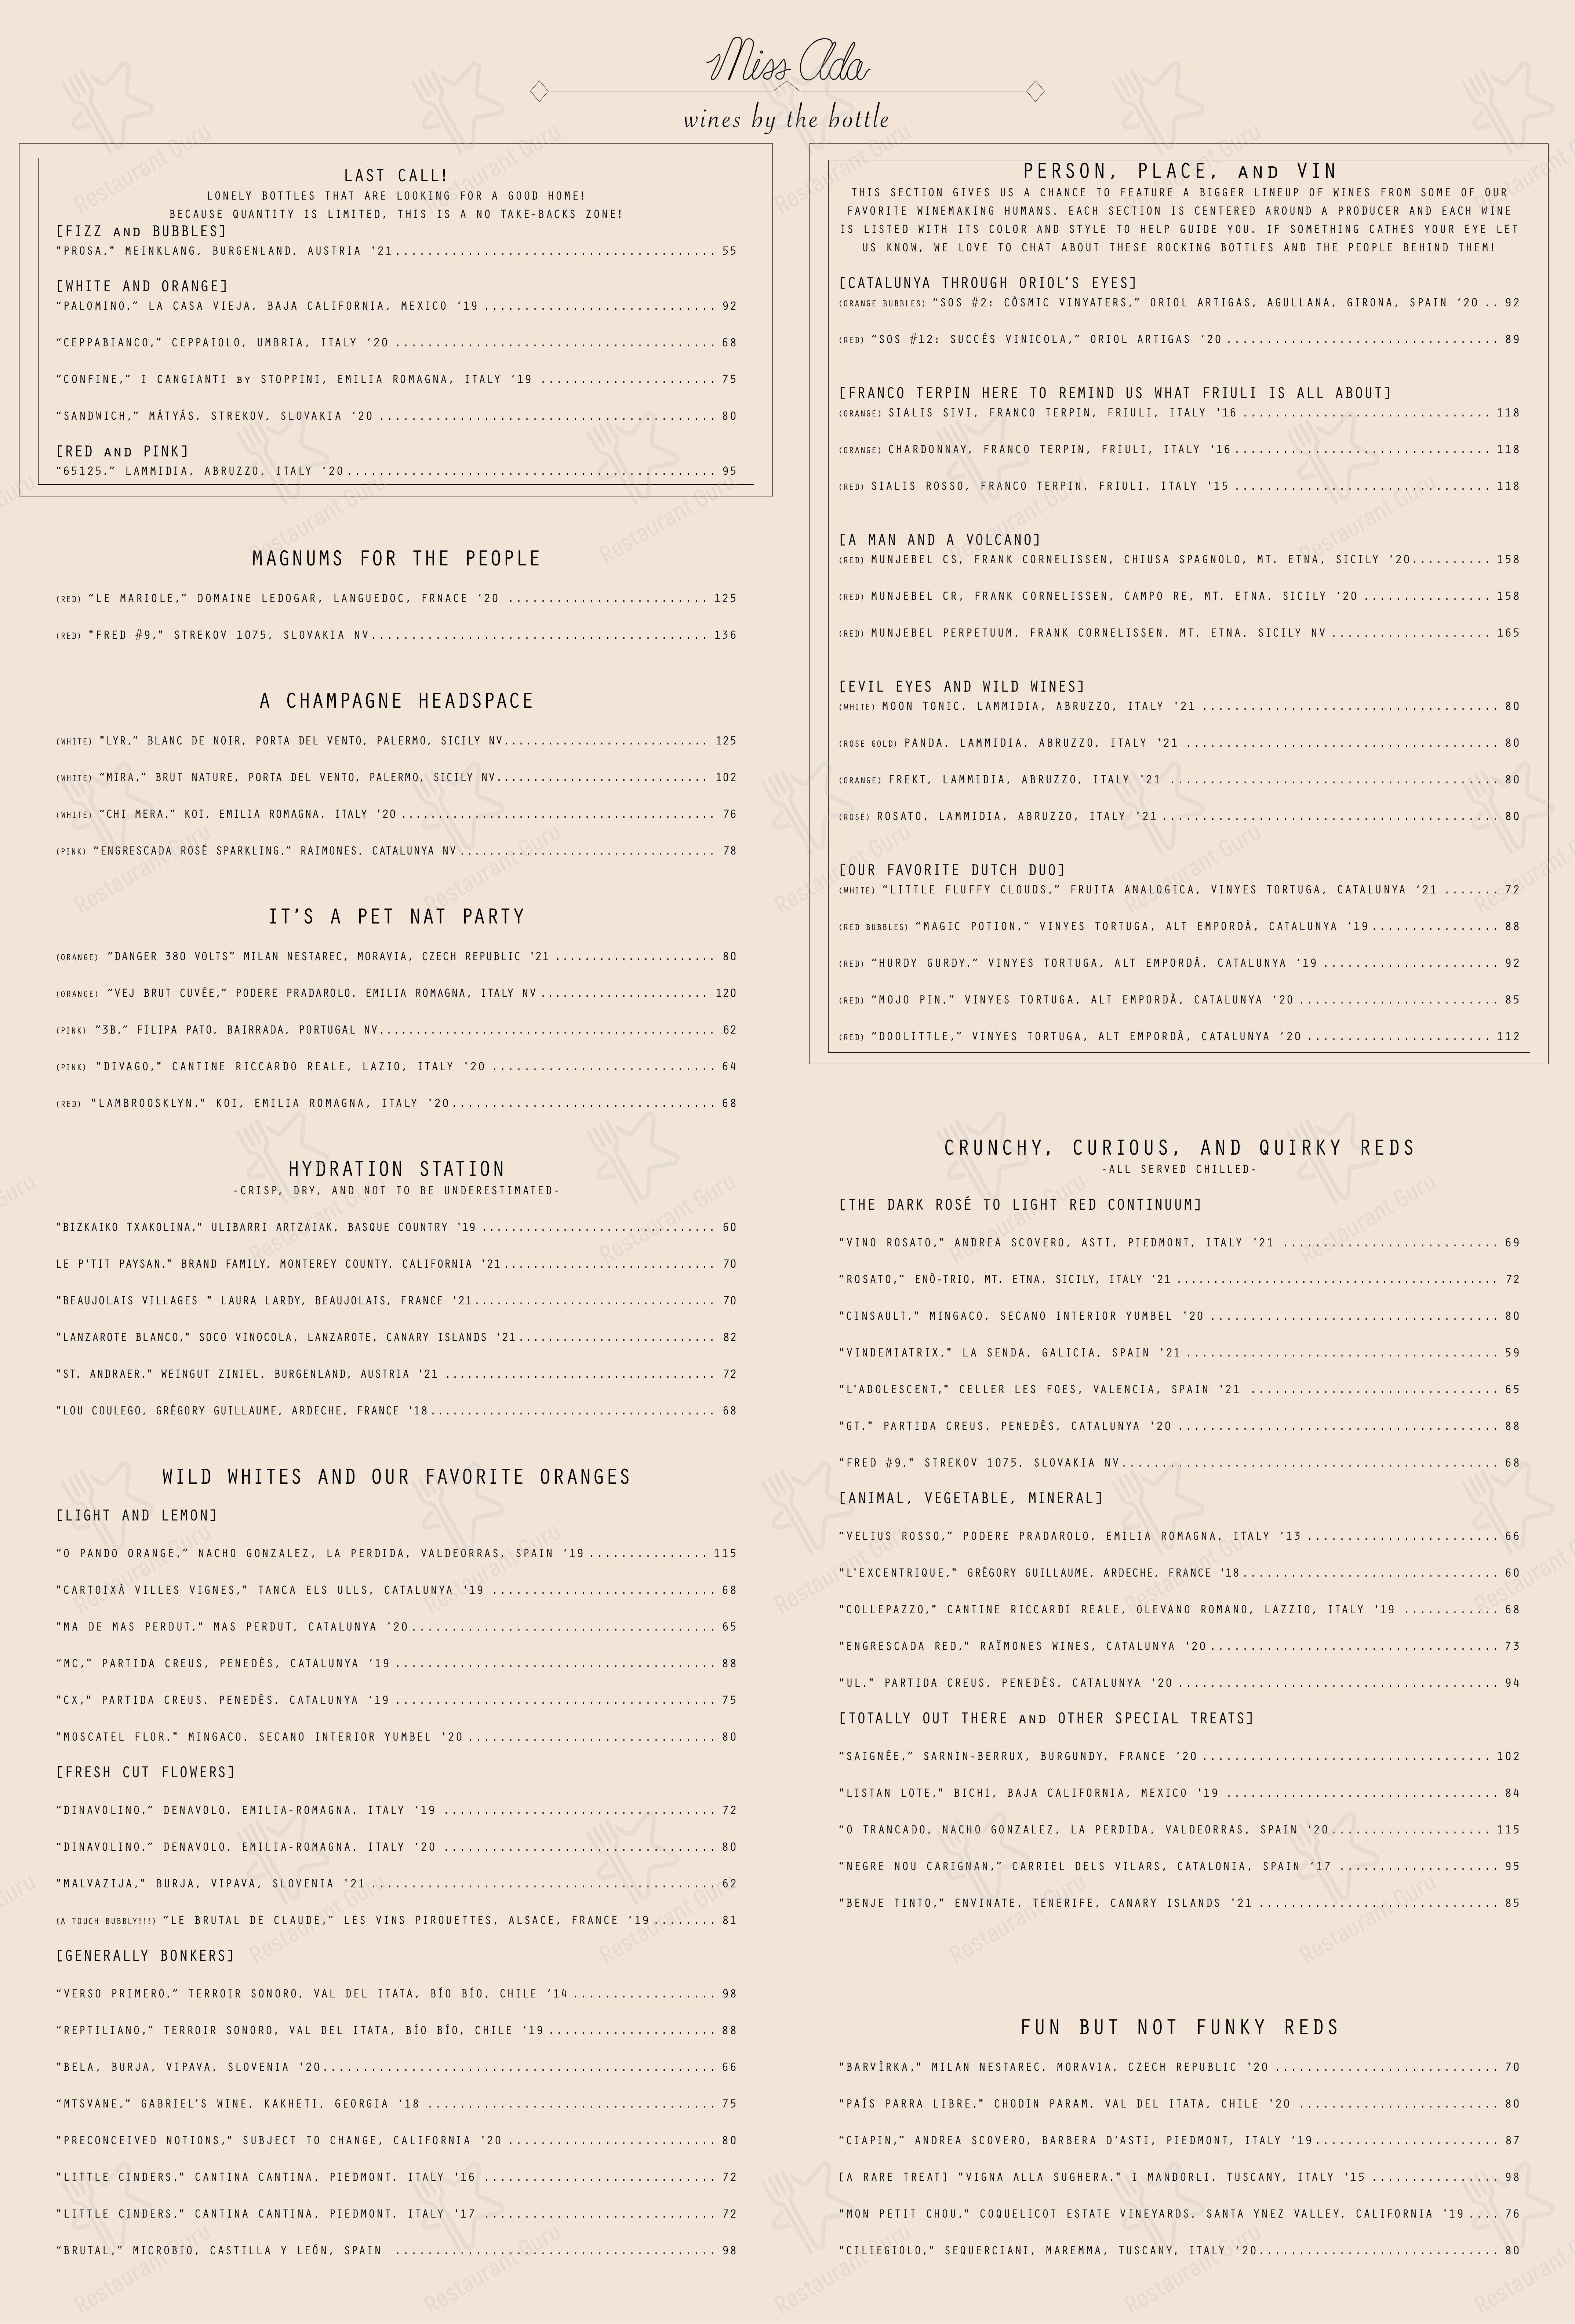 Miss Ada
wines by the bottle
LAST CALL!
LONELY BOTTLES THAT ARE LOOKING FOR A GOOD HOME!
BECAUSE QUANTITY IS LIMITED, THIS IS A NO TAKE-BACKS ZONE!
[FIZZ AND BUBBLES]
"PROSA," MEINKLANG, BURGENLAND, AUSTRIA '21 55
[WHITE AND ORANGE]
“PALOMINO,” LA CASA VIEJA, BAJA CALIFORNIA, MEXICO ‘19 92
“CEPPABIANCO,” CEPPAIOLO, UMBRIA, ITALY ‘20 68
“CONFINE,” I CANGIANTI BY STOPPINI, EMILIA ROMAGNA, ITALY ‘19 75
“SANDWICH,” MÁTYÁS, STREKOV, SLOVAKIA ‘20 80
[RED AND PINK]
“65125,” LAMMIDIA, ABRUZZO, ITALY ‘20 95
MAGNUMS FOR THE PEOPLE
(RED) “LE MARIOLE,” DOMAINE LEDOGAR, LANGUEDOC, FRNACE ‘20 125
(RED) "FRED #9," STREKOV 1075, SLOVAKIA NV 136
A CHAMPAGNE HEADSPACE
(WHITE) "LYR,” BLANC DE NOIR, PORTA DEL VENTO, PALERMO, SICILY NV 125
(WHITE) “MIRA,” BRUT NATURE, PORTA DEL VENTO, PALERMO, SICILY NV 102
(WHITE) “CHI MERA,” KOI, EMILIA ROMAGNA, ITALY '20 76
(PINK) “ENGRESCADA ROSÉ SPARKLING,” RAIMONES, CATALUNYA NV 78
IT’S A PET NAT PARTY
(ORANGE) “DANGER 380 VOLTS” MILAN NESTAREC, MORAVIA, CZECH REPUBLIC '21 80
(ORANGE) “VEJ BRUT CUVÉE,” PODERE PRADAROLO, EMILIA ROMAGNA, ITALY NV 120
(PINK) “3B,” FILIPA PATO, BAIRRADA, PORTUGAL NV 62
(PINK) "DIVAGO," CANTINE RICCARDO REALE, LAZIO, ITALY '20 64
(RED) "LAMBROOSKLYN," KOI, EMILIA ROMAGNA, ITALY '20 68
HYDRATION STATION
-CRISP, DRY, AND NOT TO BE UNDERESTIMATED-
"BIZKAIKO TXAKOLINA," ULIBARRI ARTZAIAK, BASQUE COUNTRY '19 60
LE P'TIT PAYSAN," BRAND FAMILY, MONTEREY COUNTY, CALIFORNIA '21 70
"BEAUJOLAIS VILLAGES " LAURA LARDY, BEAUJOLAIS, FRANCE '21 70
"LANZAROTE BLANCO," SOCO VINOCOLA, LANZAROTE, CANARY ISLANDS '21 82
"ST. ANDRAER," WEINGUT ZINIEL, BURGENLAND, AUSTRIA '21 72
"LOU COULEGO, GRÉGORY GUILLAUME, ARDECHE, FRANCE '18 68
WILD WHITES AND OUR FAVORITE ORANGES
[LIGHT AND LEMON]
“O PANDO ORANGE,” NACHO GONZALEZ, LA PERDIDA, VALDEORRAS, SPAIN ‘19 115
"CARTOIXÀ VILLES VIGNES," TANCA ELS ULLS, CATALUNYA '19 68
"MA DE MAS PERDUT," MAS PERDUT, CATALUNYA '20 65
“MC,” PARTIDA CREUS, PENEDÈS, CATALUNYA ‘19 88
"CX," PARTIDA CREUS, PENEDÈS, CATALUNYA ‘19 75
"MOSCATEL FLOR," MINGACO, SECANO INTERIOR YUMBEL '20 80
[FRESH CUT FLOWERS]
“DINAVOLINO,” DENAVOLO, EMILIA-ROMAGNA, ITALY ‘19 72
“DINAVOLINO,” DENAVOLO, EMILIA-ROMAGNA, ITALY ‘20 80
"MALVAZIJA," BURJA, VIPAVA, SLOVENIA '21 62
(A TOUCH BUBBLY!!!) “LE BRUTAL DE CLAUDE,” LES VINS PIROUETTES, ALSACE, FRANCE ‘19 81
[GENERALLY BONKERS]
“VERSO PRIMERO,” TERROIR SONORO, VAL DEL ITATA, BÍO BÍO, CHILE ‘14 98
“REPTILIANO,” TERROIR SONORO, VAL DEL ITATA, BÍO BÍO, CHILE ‘19 88
"BELA, BURJA, VIPAVA, SLOVENIA '20 66
“MTSVANE,” GABRIEL’S WINE, KAKHETI, GEORGIA ‘18 75
"PRECONCEIVED NOTIONS," SUBJECT TO CHANGE, CALIFORNIA '20 80
"LITTLE CINDERS," CANTINA CANTINA, PIEDMONT, ITALY '16 72
"LITTLE CINDERS," CANTINA CANTINA, PIEDMONT, ITALY '17 72
“BRUTAL,” MICROBIO, CASTILLA Y LEÓN, SPAIN 98
PERSON, PLACE, AND VIN
THIS SECTION GIVES US A CHANCE TO FEATURE A BIGGER LINEUP OF WINES FROM SOME OF OUR
FAVORITE WINEMAKING HUMANS. EACH SECTION IS CENTERED AROUND A PRODUCER AND EACH WINE
IS LISTED WITH ITS COLOR AND STYLE TO HELP GUIDE YOU. IF SOMETHING CATHES YOUR EYE LET
US KNOW, WE LOVE TO CHAT ABOUT THESE ROCKING BOTTLES AND THE PEOPLE BEHIND THEM!
[CATALUNYA THROUGH ORIOL’S EYES]
(ORANGE BUBBLES) “SOS #2: CÒSMIC VINYATERS,” ORIOL ARTIGAS, AGULLANA, GIRONA, SPAIN ‘20 92
(RED) “SOS #12: SUCCÉS VINICOLA,” ORIOL ARTIGAS ‘20 89
[FRANCO TERPIN HERE TO REMIND US WHAT FRIULI IS ALL ABOUT]
(ORANGE) SIALIS SIVI, FRANCO TERPIN, FRIULI, ITALY '16 118
(ORANGE) CHARDONNAY, FRANCO TERPIN, FRIULI, ITALY '16 118
(RED) SIALIS ROSSO, FRANCO TERPIN, FRIULI, ITALY '15 118
[A MAN AND A VOLCANO]
(RED) MUNJEBEL CS, FRANK CORNELISSEN, CHIUSA SPAGNOLO, MT. ETNA, SICILY ‘20 158
(RED) MUNJEBEL CR, FRANK CORNELISSEN, CAMPO RE, MT. ETNA, SICILY ‘20 158
(RED) MUNJEBEL PERPETUUM, FRANK CORNELISSEN, MT. ETNA, SICILY NV 165
[EVIL EYES AND WILD WINES]
(WHITE) MOON TONIC, LAMMIDIA, ABRUZZO, ITALY '21 80
(ROSE GOLD) PANDA, LAMMIDIA, ABRUZZO, ITALY '21 80
(ORANGE) FREKT, LAMMIDIA, ABRUZZO, ITALY '21 80
(ROSÉ) ROSATO, LAMMIDIA, ABRUZZO, ITALY '21 80
[OUR FAVORITE DUTCH DUO]
(WHITE) “LITTLE FLUFFY CLOUDS,” FRUITA ANALOGICA, VINYES TORTUGA, CATALUNYA ‘21 72
(RED BUBBLES) “MAGIC POTION,” VINYES TORTUGA, ALT EMPORDÀ, CATALUNYA ‘19 88
(RED) “HURDY GURDY,” VINYES TORTUGA, ALT EMPORDÀ, CATALUNYA ‘19 92
(RED) “MOJO PIN,” VINYES TORTUGA, ALT EMPORDÀ, CATALUNYA ‘20 85
(RED) “DOOLITTLE,” VINYES TORTUGA, ALT EMPORDÀ, CATALUNYA ‘20 112
CRUNCHY, CURIOUS, AND QUIRKY REDS
-ALL SERVED CHILLED-
[THE DARK ROSÉ TO LIGHT RED CONTINUUM]
"VINO ROSATO," ANDREA SCOVERO, ASTI, PIEDMONT, ITALY '21 69
“ROSATO,” ENÒ-TRIO, MT. ETNA, SICILY, ITALY ‘21 72
"CINSAULT," MINGACO, SECANO INTERIOR YUMBEL '20 80
"VINDEMIATRIX," LA SENDA, GALICIA, SPAIN '21 59
"L'ADOLESCENT," CELLER LES FOES, VALENCIA, SPAIN '21 65
"GT," PARTIDA CREUS, PENEDÈS, CATALUNYA '20 88
"FRED #9," STREKOV 1075, SLOVAKIA NV 68
[ANIMAL, VEGETABLE, MINERAL]
“VELIUS ROSSO,” PODERE PRADAROLO, EMILIA ROMAGNA, ITALY ‘13 66
"L'EXCENTRIQUE," GRÉGORY GUILLAUME, ARDECHE, FRANCE '18 60
"COLLEPAZZO," CANTINE RICCARDI REALE, OLEVANO ROMANO, LAZZIO, ITALY '19 68
"ENGRESCADA RED," RAÏMONES WINES, CATALUNYA '20 73
"UL," PARTIDA CREUS, PENEDÈS, CATALUNYA '20 94
[TOTALLY OUT THERE AND OTHER SPECIAL TREATS]
“SAIGNÉE,” SARNIN-BERRUX, BURGUNDY, FRANCE ‘20 102
"LISTAN LOTE," BICHI, BAJA CALIFORNIA, MEXICO '19 84
“O TRANCADO, NACHO GONZALEZ, LA PERDIDA, VALDEORRAS, SPAIN ‘20 115
“NEGRE NOU CARIGNAN,” CARRIEL DELS VILARS, CATALONIA, SPAIN ‘17 95
"BENJE TINTO," ENVINATE, TENERIFE, CANARY ISLANDS '21 85
FUN BUT NOT FUNKY REDS
"BARVÌRKA," MILAN NESTAREC, MORAVIA, CZECH REPUBLIC '20 70
"PAÍS PARRA LIBRE," CHODIN PARAM, VAL DEL ITATA, CHILE '20 80
“CIAPIN,” ANDREA SCOVERO, BARBERA D’ASTI, PIEDMONT, ITALY ‘19 87
[A RARE TREAT] "VIGNA ALLA SUGHERA," I MANDORLI, TUSCANY, ITALY '15 98
"MON PETIT CHOU," COQUELICOT ESTATE VINEYARDS, SANTA YNEZ VALLEY, CALIFORNIA '19 76
"CILIEGIOLO," SEQUERCIANI, MAREMMA, TUSCANY, ITALY '20 80
Restaurant Guru